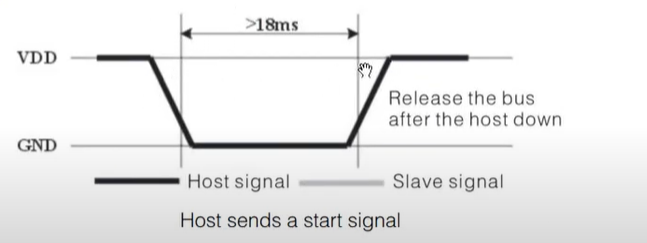 >18ms
VDD
Release the bus
after the host down
GND
Host signal
Slave signal
Host sends a start signal